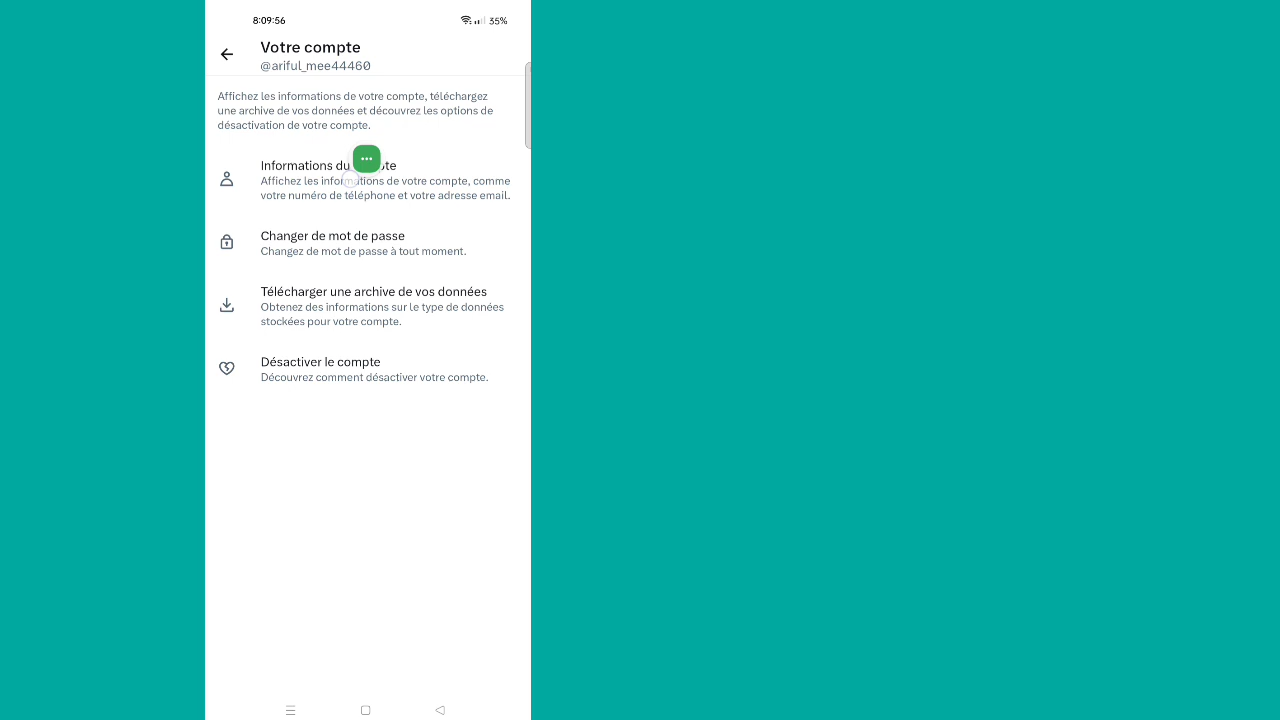 8:09:56
35%
Votre compte
@ariful_mee44460
Affichez les informations de votre compte, téléchargez
une archive de vos données et découvrez les options de
désactivation de votre compte.
Informations du
Affichez les informations de votre compte, comme
votre numéro de téléphone et votre adresse email.
Changer de mot de passe
Changez de mot de passe à tout moment.
Télécharger une archive de vos données
Obtenez des informations sur le type de données
stockées pour votre compte.
Désactiver le compte
Découvrez comment désactiver votre compte.